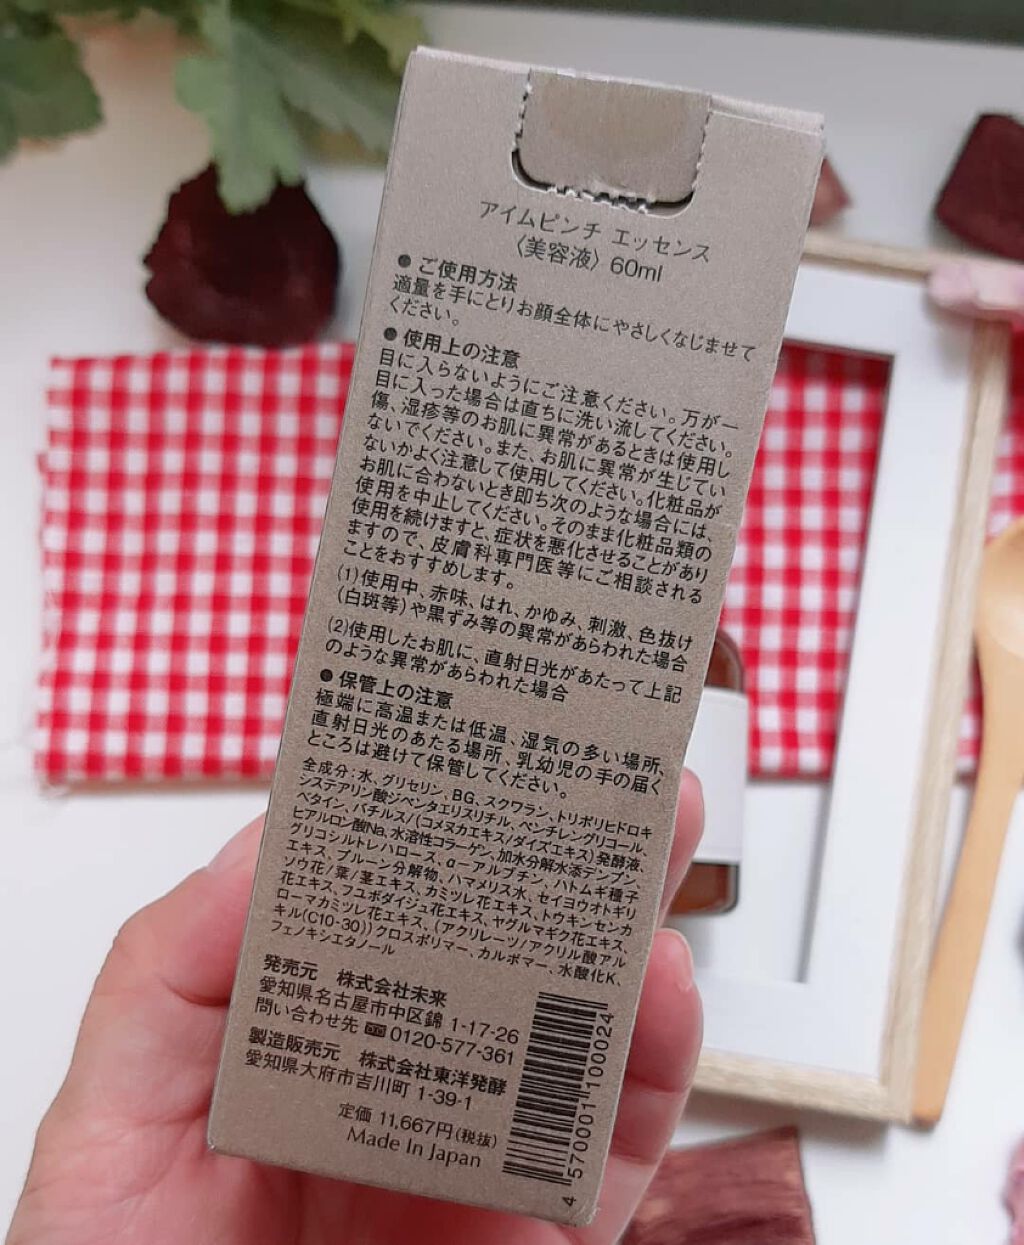 アイムピンチ エッセンス
〈美容液〉60ml
● ご使用方法
適量を手にとりお顔全体にやさしくなじませて
ください。
● 使用上の注意
目に入らないようにご注意ください。万が一
目に入った場合は直ちに洗い流してください。
傷、湿疹等のお肌に異常があるときは使用し
ないでください。また、お肌に異常が生じてい
ないかよく注意して使用してください。化粧品が
お肌に合わないとき即ち次のような場合には、
使用を中止してください。そのまま化粧品類の
使用を続けますと、症状を悪化させることがあり
ますので、皮膚科専門医等にご相談される
ことをおすすめします。
(1)使用中、赤味、はれ、かゆみ、刺激、色抜け
(白斑等)や黒ずみ等の異常があらわれた場合
(2)使用したお肌に、直射日光があたって上記
のような異常があらわれた場合
● 保管上の注意
極端に高温または低温、湿気の多い場所、
直射日光のあたる場所、乳幼児の手の届く
ところは避けて保管してください。
全成分：水、グリセリン、BG、スクワラン、トリポリヒドロキ
システアリン酸ジペンタエリスリチル、ペンチレングリコール、
ベタイン、バチルス/(コメヌカエキス/ダイズエキス)発酵液、
ヒアルロン酸Na、水溶性コラーゲン、加水分解水添デンプン、
グリコシルトレハロース、α－アルブチン、ハトムギ種子
エキス、プルーン分解物、ハマメリス水、セイヨウオトギリ
ソウ花/葉/茎エキス、カミツレ花エキス、トウキンセンカ
花エキス、フユボダイジュ花エキス、ヤグルマギク花エキス、
ローマカミツレ花エキス、(アクリレーツ/アクリル酸アル
キル(C10-30))クロスポリマー、カルボマー、水酸化K、
フェノキシエタノール
発売元 株式会社未来
愛知県名古屋市中区錦 1-17-26
問い合わせ先 0120-577-361
製造販売元 株式会社東洋発酵
愛知県大府市吉川町 1-39-1
定価 11,667円(税抜)
Made In Japan
4 570001 100024